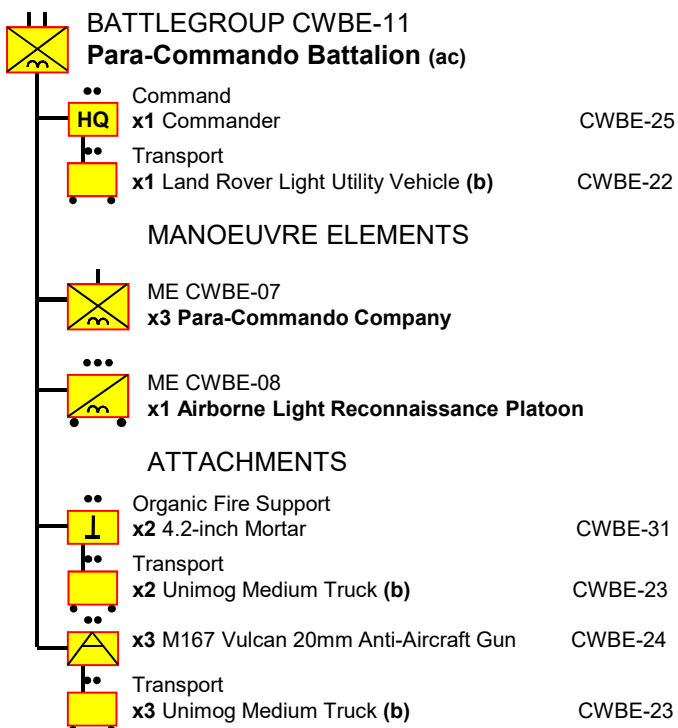 BATTLEGROUP CWBE-11
Para-Commando Battalion (ac)
Command
HQ x1 Commander CWBE-25
Transport
x1 Land Rover Light Utility Vehicle (b) CWBE-22
MANOEUVRE ELEMENTS
ME CWBE-07
x3 Para-Commando Company
ME CWBE-08
x1 Airborne Light Reconnaissance Platoon
ATTACHMENTS
Organic Fire Support
x2 4.2-inch Mortar CWBE-31
Transport
x2 Unimog Medium Truck (b) CWBE-23
x3 M167 Vulcan 20mm Anti-Aircraft Gun CWBE-24
Transport
x3 Unimog Medium Truck (b) CWBE-23